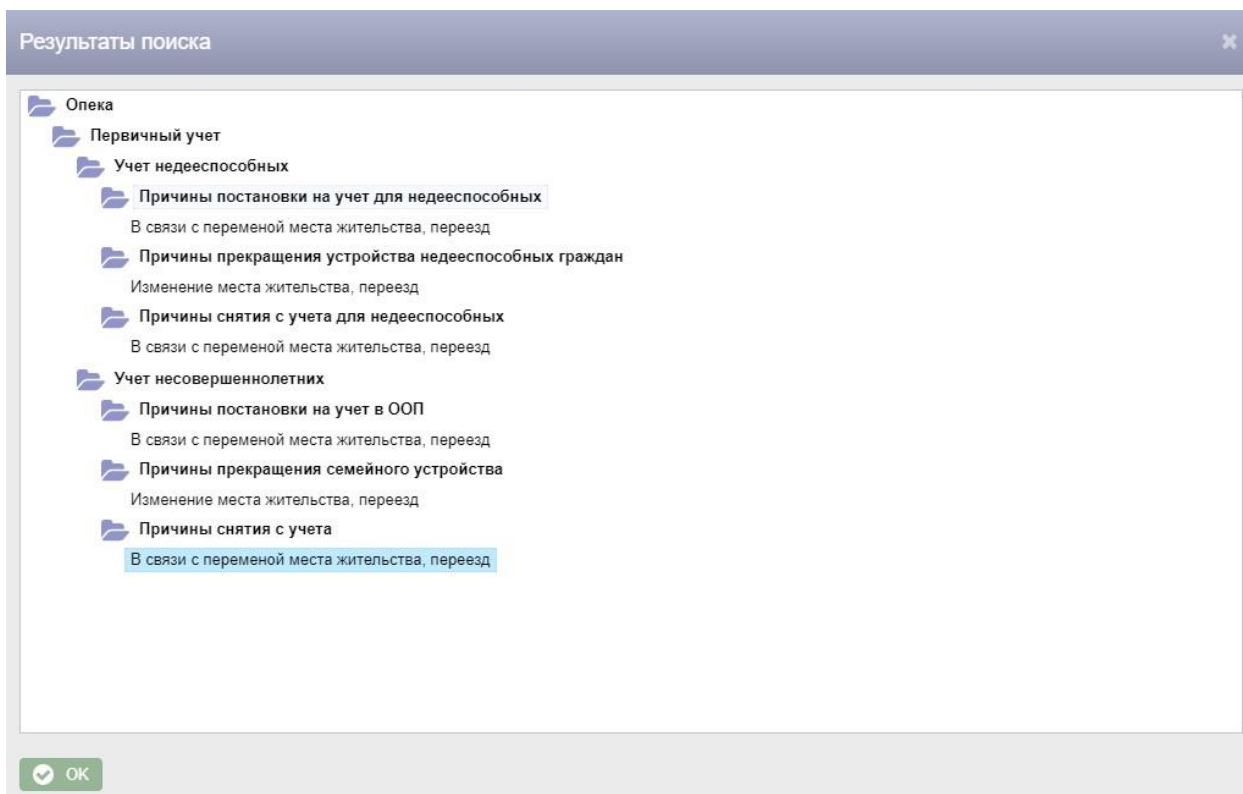 Результаты поиска
Опека
Первичный учет
Учет недееспособных
Причины постановки на учет для недееспособных
В связи с переменой места жительства, переезд
Причины прекращения устройства недееспособных граждан
Изменение места жительства, переезд
Причины снятия с учета для недееспособных
В связи с переменой места жительства, переезд
Учет несовершеннолетних
Причины постановки на учет в ООП
В связи с переменой места жительства, переезд
Причины прекращения семейного устройства
Изменение места жительства, переезд
Причины снятия с учета
В связи с переменой места жительства, переезд
OK